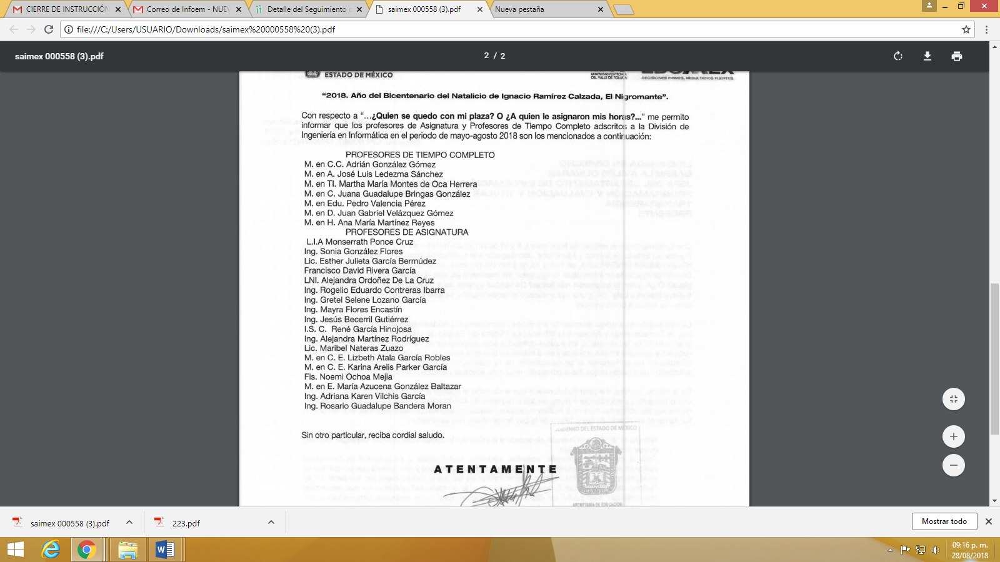 CIERRE DE INSTRUCCIÓN
Correo de Infoem - NUEV
Detalle del Seguimiento d
saimex 000558 (3).pdf
Nueva pestaña
file:///C:/Users/USUARIO/Downloads/saimex%20000558%20(3).pdf
saimex 000558 (3).pdf
2 / 2
ESTADO DE MÉXICO
UNIVERSIDAD POLITÉCNICA
DEL VALLE DE TOLUCA
EDOMEX
DECISIONES FIRMES, RESULTADOS FUERTES.
“2018. Año del Bicentenario del Natalicio de Ignacio Ramírez Calzada, El Nigromante”.
Con respecto a “...¿Quien se quedo con mi plaza? O ¿A quien le asignaron mis horas?...” me permito
informar que los profesores de Asignatura y Profesores de Tiempo Completo adscritos a la División de
Ingeniería en Informática en el periodo de mayo-agosto 2018 son los mencionados a continuación:
PROFESORES DE TIEMPO COMPLETO
M. en C.C. Adrián González Gómez
M. en A. José Luis Ledezma Sánchez
M. en TI. Martha María Montes de Oca Herrera
M. en C. Juana Guadalupe Bringas González
M. en Edu. Pedro Valencia Pérez
M. en D. Juan Gabriel Velázquez Gómez
M. en H. Ana María Martínez Reyes
PROFESORES DE ASIGNATURA
L.I.A Monserrath Ponce Cruz
Ing. Sonia González Flores
Lic. Esther Julieta García Bermúdez
Francisco David Rivera García
LNI. Alejandra Ordoñez De La Cruz
Ing. Rogelio Eduardo Contreras Ibarra
Ing. Gretel Selene Lozano García
Ing. Mayra Flores Encastín
Ing. Jesús Becerril Gutiérrez
I.S. C. René García Hinojosa
Ing. Alejandra Martínez Rodríguez
Lic. Maribel Nateras Zuazo
M. en C. E. Lizbeth Atala García Robles
M. en C. E. Karina Arelis Parker García
Fis. Noemi Ochoa Mejia
M. en E. María Azucena González Baltazar
Ing. Adriana Karen Vilchis García
Ing. Rosario Guadalupe Bandera Moran
Sin otro particular, reciba cordial saludo.
GOBIERNO DEL ESTADO DE MÉXICO
ATENTAMENTE
SECRETARÍA DE EDUCACIÓN
saimex 000558 (3).pdf
223.pdf
Mostrar todo
09:16 p. m.
28/08/2018